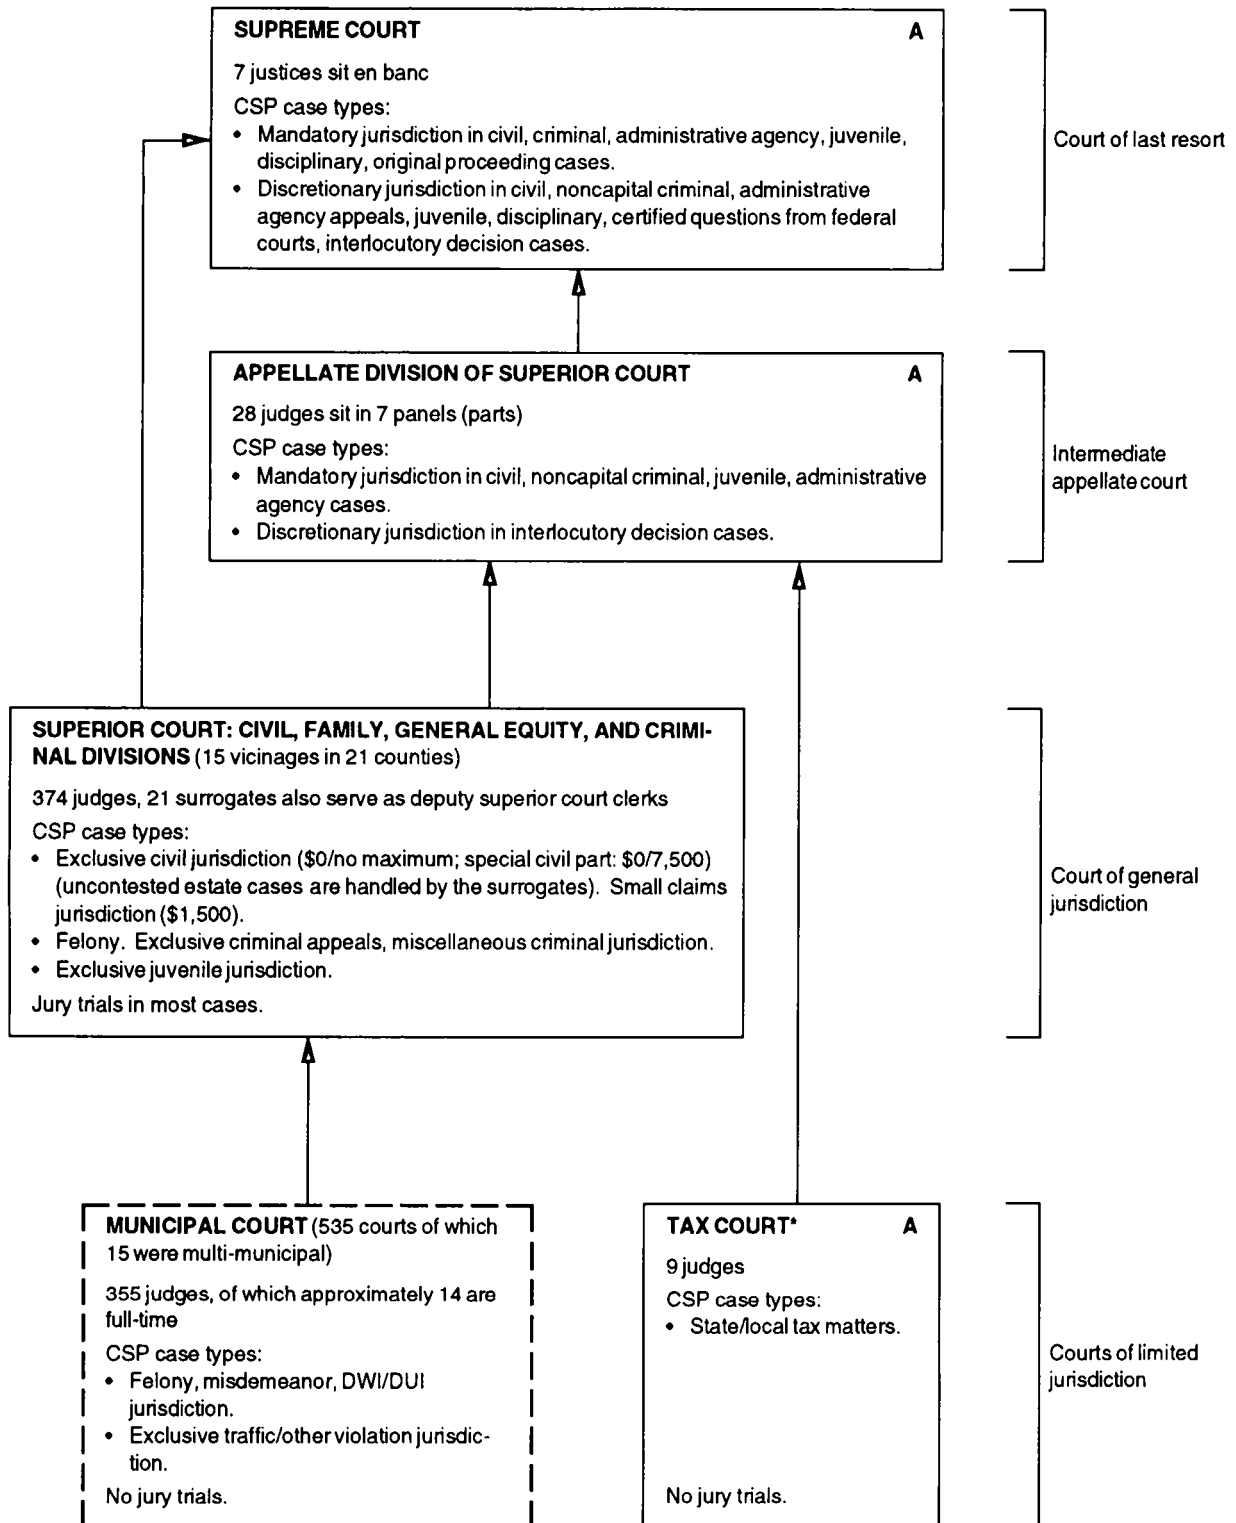 SUPREME COURT A
7 justices sit en banc
CSP case types:
• Mandatory jurisdiction in civil, criminal, administrative agency, juvenile,
disciplinary, original proceeding cases.
• Discretionary jurisdiction in civil, noncapital criminal, administrative
agency appeals, juvenile, disciplinary, certified questions from federal
courts, interlocutory decision cases.
Court of last resort
APPELLATE DIVISION OF SUPERIOR COURT A
28 judges sit in 7 panels (parts)
CSP case types:
• Mandatory jurisdiction in civil, noncapital criminal, juvenile, administrative
agency cases.
• Discretionary jurisdiction in interlocutory decision cases.
Intermediate
appellate court
SUPERIOR COURT: CIVIL, FAMILY, GENERAL EQUITY, AND CRIMI-
NAL DIVISIONS (15 vicinages in 21 counties)
374 judges, 21 surrogates also serve as deputy superior court clerks
CSP case types:
• Exclusive civil jurisdiction ($0/no maximum; special civil part: $0/7,500)
(uncontested estate cases are handled by the surrogates). Small claims
jurisdiction ($1,500).
• Felony. Exclusive criminal appeals, miscellaneous criminal jurisdiction.
• Exclusive juvenile jurisdiction.
Jury trials in most cases.
Court of general
jurisdiction
MUNICIPAL COURT (535 courts of which
15 were multi-municipal)
355 judges, of which approximately 14 are
full-time
CSP case types:
• Felony, misdemeanor, DWI/DUI
jurisdiction.
• Exclusive traffic/other violation jurisdic-
tion.
No jury trials.
TAX COURT* A
9 judges
CSP case types:
• State/local tax matters.
No jury trials.
Courts of limited
jurisdiction